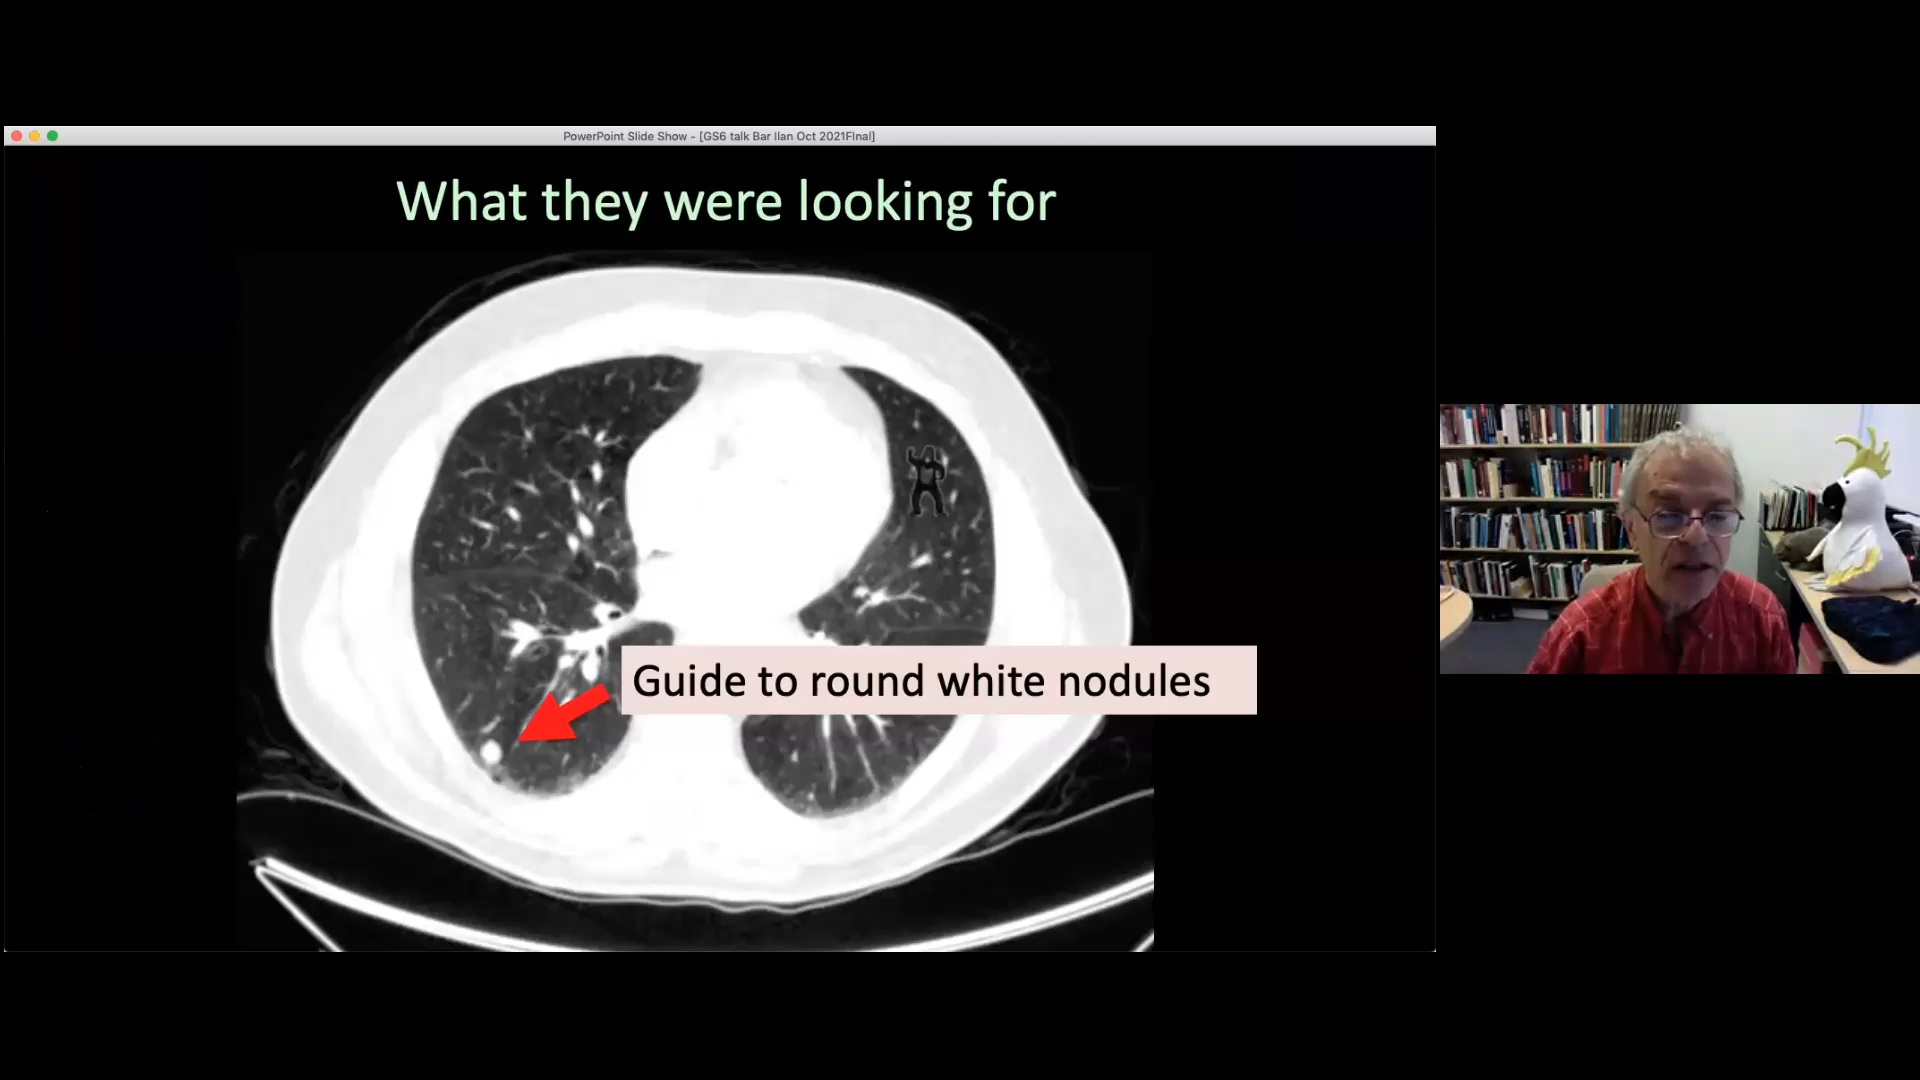 PowerPoint Slide Show - [GS6 talk Bar Ilan Oct 2021FInal]
What they were looking for
Guide to round white nodules